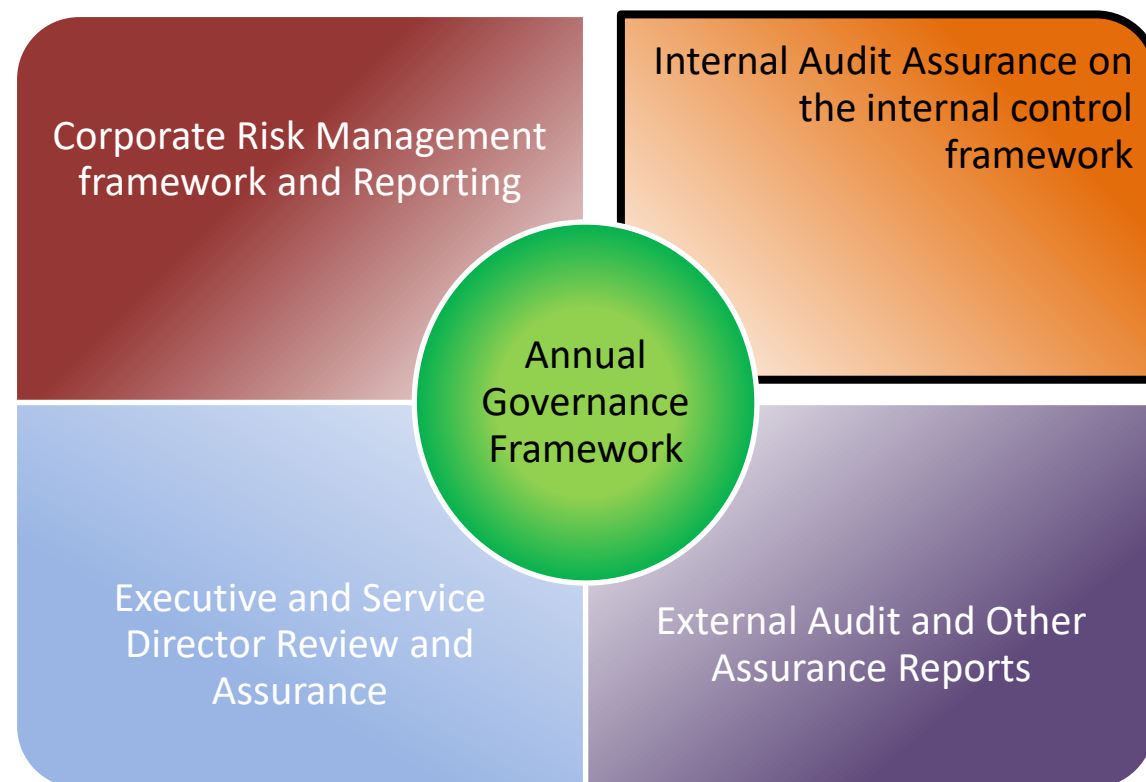 Corporate Risk Management
framework and Reporting
Internal Audit Assurance on
the internal control
framework
Annual
Governance
Framework
Executive and Service
Director Review and
Assurance
External Audit and Other
Assurance Reports